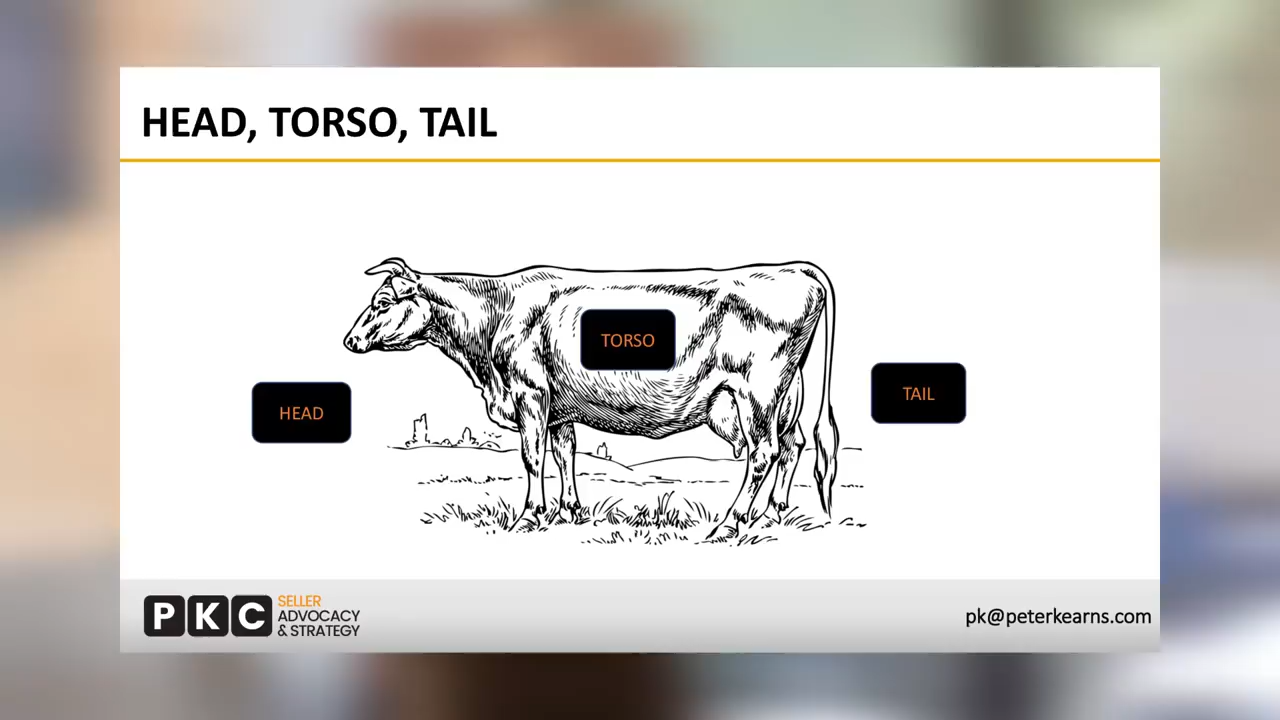 HEAD, TORSO, TAIL
TORSO
TAIL
HEAD
PKC
SELLER
ADVOCACY
& STRATEGY
pk@peterkearns.com